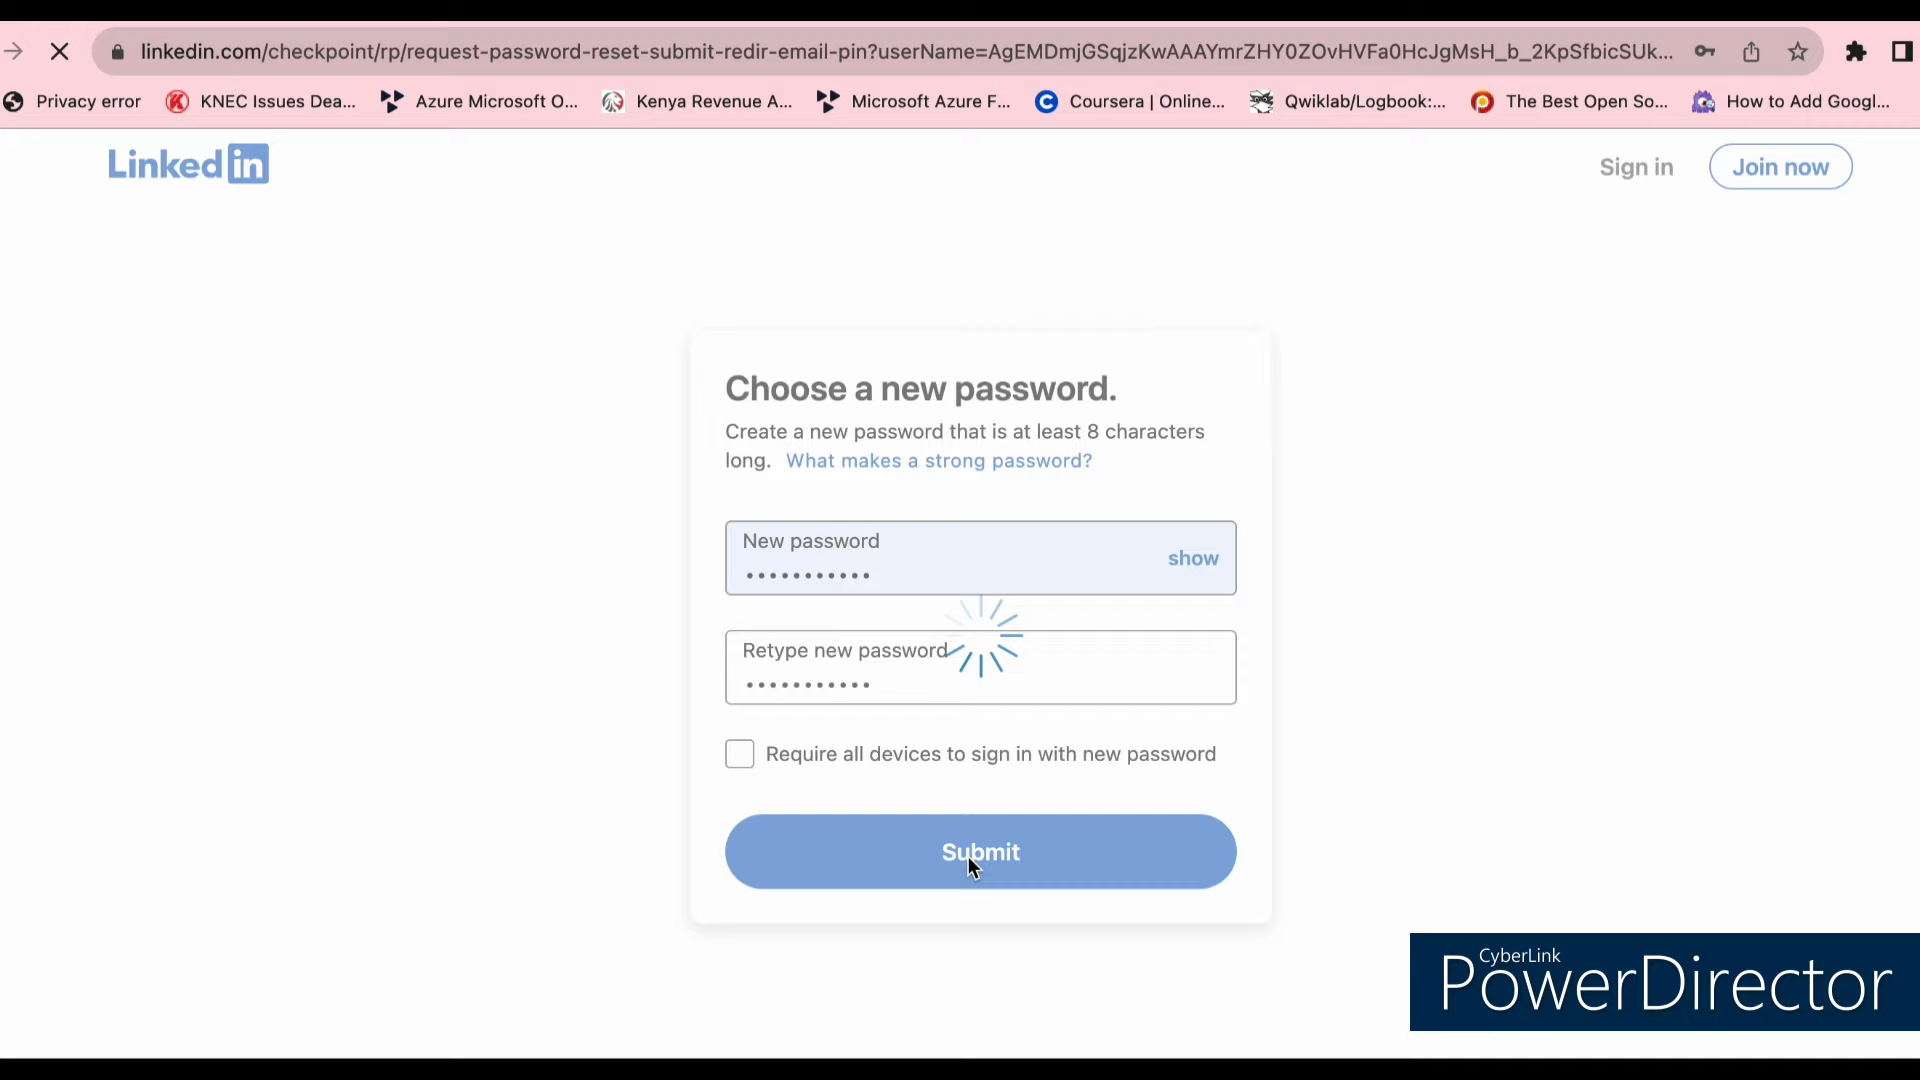 linkedin.com/checkpoint/rp/request-password-reset-submit-redir-email-pin?userName=AgEMDmjGSqjzKwAAAYmrZHY0ZOvHVFa0HcJgMsH_b_2KpSfbicSUk...
Privacy error KNEC Issues Dea... Azure Microsoft O... Kenya Revenue A... Microsoft Azure F... Coursera | Online... Qwiklab/Logbook:... The Best Open So... How to Add Googl...
Linked in Sign in Join now
Choose a new password.
Create a new password that is at least 8 characters
long. What makes a strong password?
New password
•••••••••••
show
Retype new password
•••••••••••
Require all devices to sign in with new password
Submit
CyberLink
PowerDirector